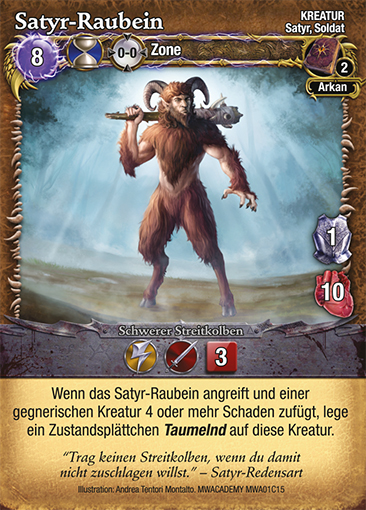 Satyr-Raubein
KREATUR
Satyr, Soldat
8
0-0 Zone
2
Arkan
1
10
Schwerer Streitkolben
3
Wenn das Satyr-Raubein angreift und einer
gegnerischen Kreatur 4 oder mehr Schaden zufügt, lege
ein Zustandsplättchen Taumelnd auf diese Kreatur.
“Trag keinen Streitkolben, wenn du damit
nicht zuschlagen willst.” – Satyr-Redensart
Illustration: Andrea Tentori Montalto. MWACADEMY MWA01C15